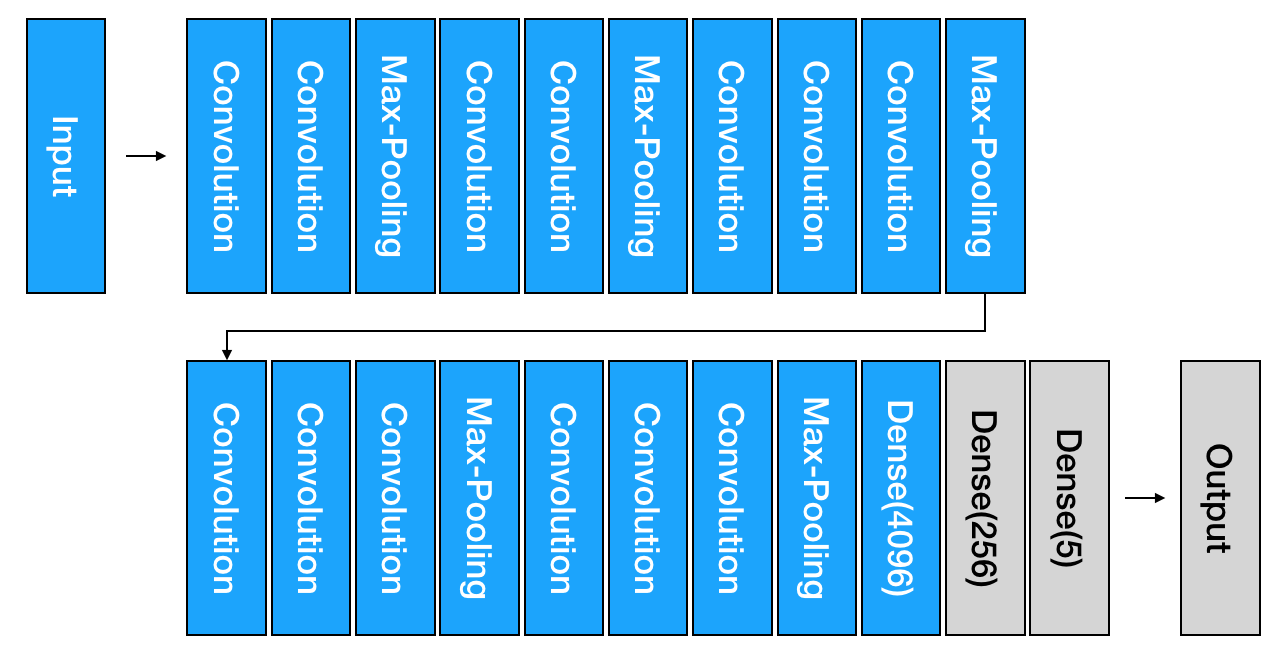 Input
Convolution
Convolution
Max-Pooling
Convolution
Convolution
Max-Pooling
Convolution
Convolution
Convolution
Max-Pooling
Convolution
Convolution
Convolution
Max-Pooling
Convolution
Convolution
Convolution
Max-Pooling
Dense(4096)
Dense(256)
Dense(5)
Output